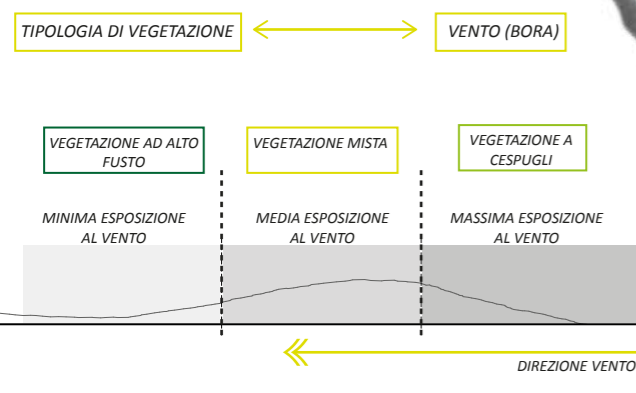 TIPOLOGIA DI VEGETAZIONE
VENTO (BORA)
VEGETAZIONE AD ALTO
FUSTO
VEGETAZIONE MISTA
VEGETAZIONE A
CESPUGLI
MINIMA ESPOSIZIONE
AL VENTO
MEDIA ESPOSIZIONE
AL VENTO
MASSIMA ESPOSIZIONE
AL VENTO
DIREZIONE VENTO